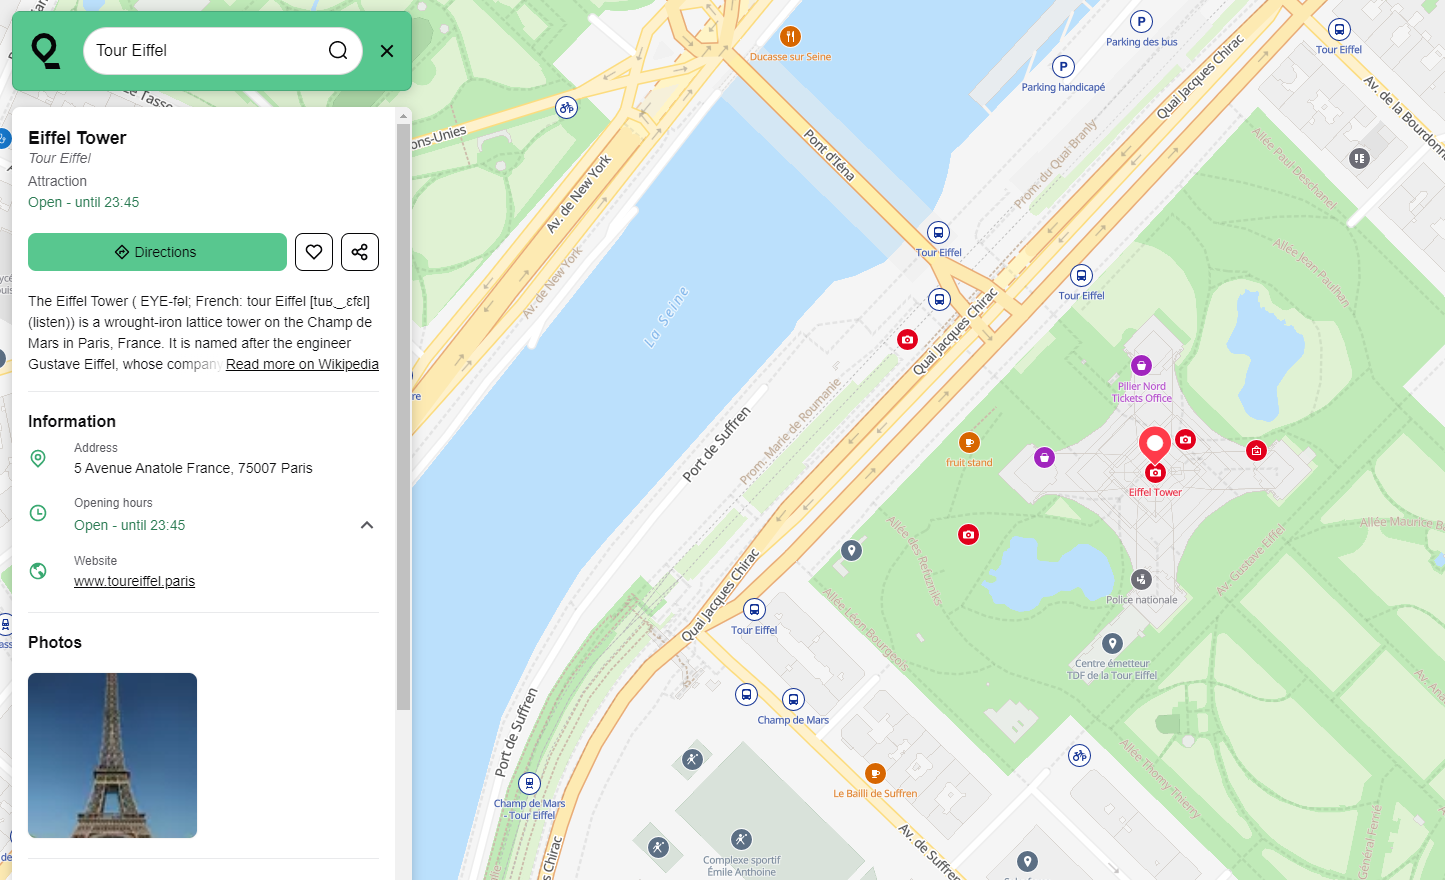 Tour Eiffel
Eiffel Tower
Tour Eiffel
Attraction
Open - until 23:45
Directions
The Eiffel Tower ( EYE-fəl; French: tour Eiffel [tuʁ‿ɛfɛl]
(listen)) is a wrought-iron lattice tower on the Champ de
Mars in Paris, France. It is named after the engineer
Gustave Eiffel, whose company Read more on Wikipedia
Information
Address
5 Avenue Anatole France, 75007 Paris
Opening hours
Open - until 23:45
Website
www.toureiffel.paris
Photos
Le Tasse
ons-Unies
Av. de New York
Av. de New York
La Seine
Ducasse sur Seine
P
Parking des bus
P
Parking handicapé
Tour Eiffel
Quai Jacques Chirac
Av. de la Bourdonna
Pont d'Iéna
Prom. du Quai Branly
Allée Paul-Deschanel
Tour Eiffel
Allée Jean-Paulhan
Tour Eiffel
Quai Jacques Chirac
Pilier Nord
Tickets Office
re
Port de Suffren
Prom. Marie de Roumanie
fruit stand
Eiffel Tower
Allée des Refuzniks
Allée Maurice B
Av. Gustave Eiffel
Quai Jacques Chirac
Police nationale
Allée Léon Bourgeois
Tour Eiffel
Centre émetteur
TDF de la Tour Eiffel
Champ de Mars
Port de Suffren
Allée Thomy-Thierry
Le Bailli de Suffren
Champ de Mars
- Tour Eiffel
Av. de Suffren
Complexe sportif
Émile Anthoine
s Chirac
Général Ferrié